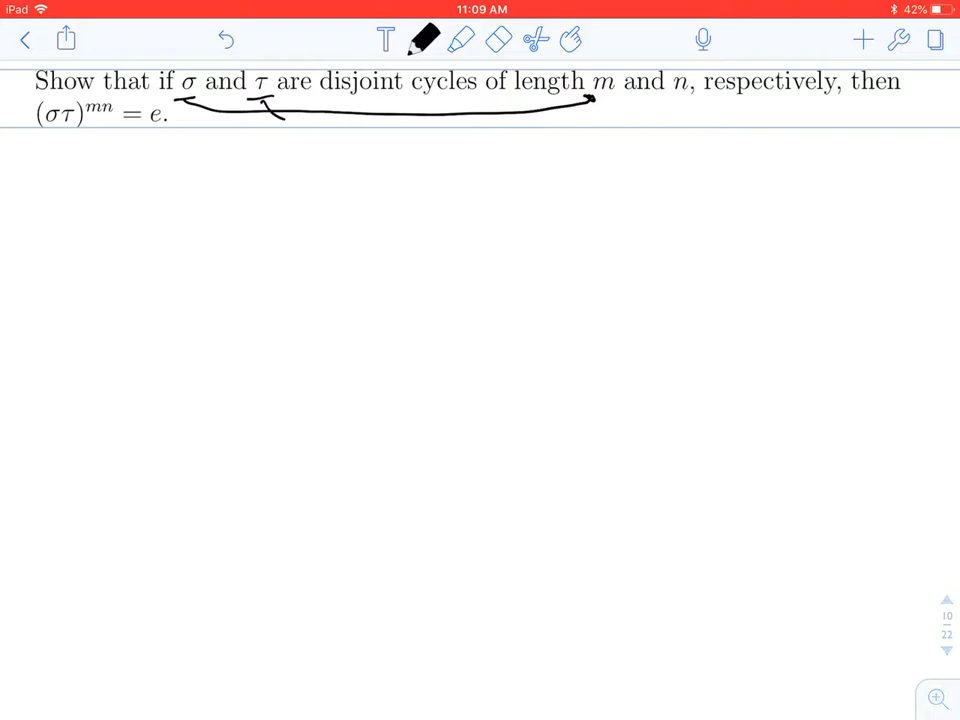 iPad 11:09 AM 42%
Show that if σ and τ are disjoint cycles of length m and n, respectively, then
(στ)^{mn} = e.
10
22